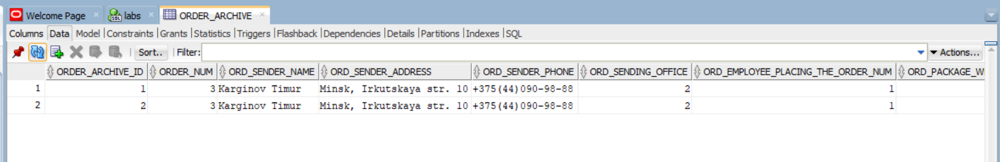 Welcome Page labs ORDER_ARCHIVE
Columns Data Model Constraints Grants Statistics Triggers Flashback Dependencies Details Partitions Indexes SQL
Sort.. Filter: Actions...
ORDER_ARCHIVE_ID ORDER_NUM ORD_SENDER_NAME ORD_SENDER_ADDRESS ORD_SENDER_PHONE ORD_SENDING_OFFICE ORD_EMPLOYEE_PLACING_THE_ORDER_NUM ORD_PACKAGE_W
1 1 3 Karginov Timur Minsk, Irkutskaya str. 10 +375(44)090-98-88 2 1
2 2 3 Karginov Timur Minsk, Irkutskaya str. 10 +375(44)090-98-88 2 1